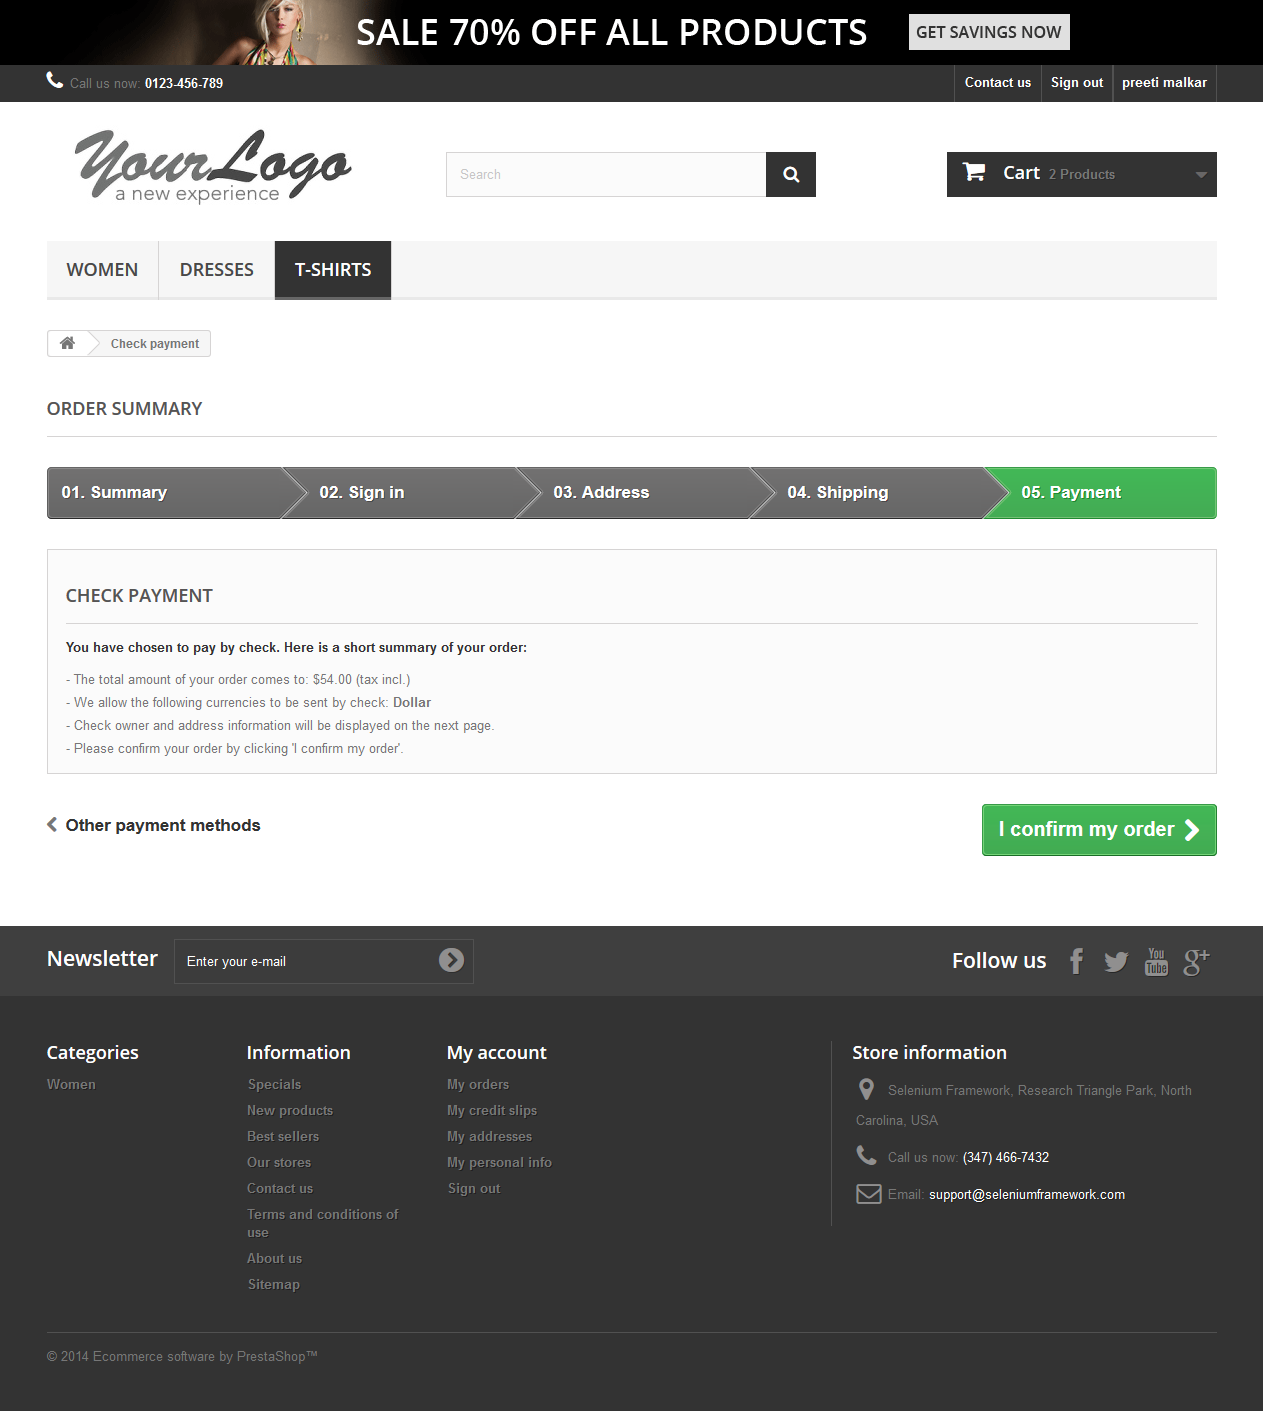 SALE 70% OFF ALL PRODUCTS GET SAVINGS NOW
Call us now: 0123-456-789 Contact us Sign out preeti malkar
YourLogo
a new experience
Search
Cart 2 Products
WOMEN DRESSES T-SHIRTS
Check payment
ORDER SUMMARY
01. Summary 02. Sign in 03. Address 04. Shipping 05. Payment
CHECK PAYMENT
You have chosen to pay by check. Here is a short summary of your order:
- The total amount of your order comes to: $54.00 (tax incl.)
- We allow the following currencies to be sent by check: Dollar
- Check owner and address information will be displayed on the next page.
- Please confirm your order by clicking 'I confirm my order'.
Other payment methods I confirm my order
Newsletter Enter your e-mail Follow us
You
Tube
Categories
Women
Information
Specials
New products
Best sellers
Our stores
Contact us
Terms and conditions of
use
About us
Sitemap
My account
My orders
My credit slips
My addresses
My personal info
Sign out
Store information
Selenium Framework, Research Triangle Park, North
Carolina, USA
Call us now: (347) 466-7432
Email: support@seleniumframework.com
© 2014 Ecommerce software by PrestaShop™